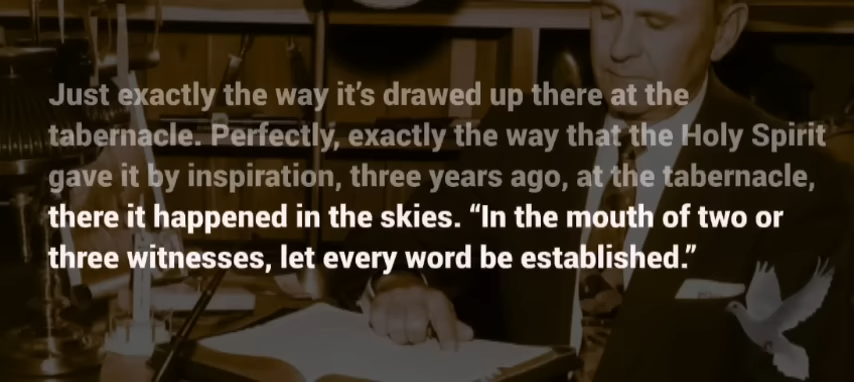 Just exactly the way it's drawed up there at the
tabernacle. Perfectly, exactly the way that the Holy Spirit
gave it by inspiration, three years ago, at the tabernacle,
there it happened in the skies. “In the mouth of two or
three witnesses, let every word be established.”